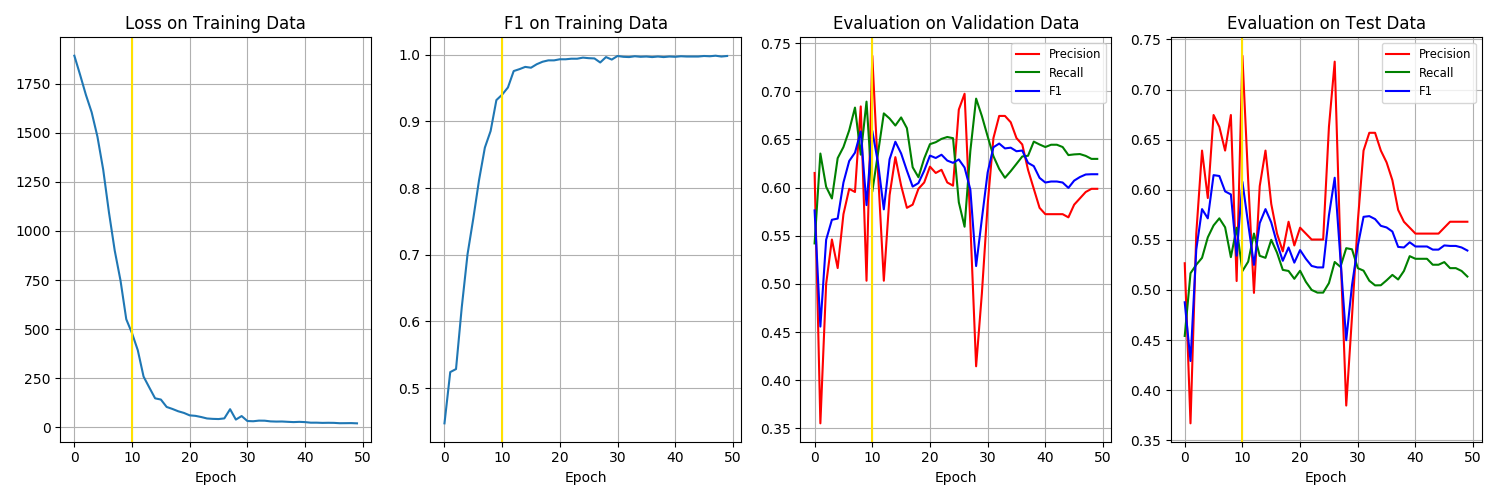 Loss on Training Data
1750
1500
1250
1000
750
500
250
0
0 10 20 30 40 50
Epoch
F1 on Training Data
1.0
0.9
0.8
0.7
0.6
0.5
0 10 20 30 40 50
Epoch
Evaluation on Validation Data
Precision
Recall
F1
0.75
0.70
0.65
0.60
0.55
0.50
0.45
0.40
0.35
0 10 20 30 40 50
Epoch
Evaluation on Test Data
Precision
Recall
F1
0.75
0.70
0.65
0.60
0.55
0.50
0.45
0.40
0.35
0 10 20 30 40 50
Epoch